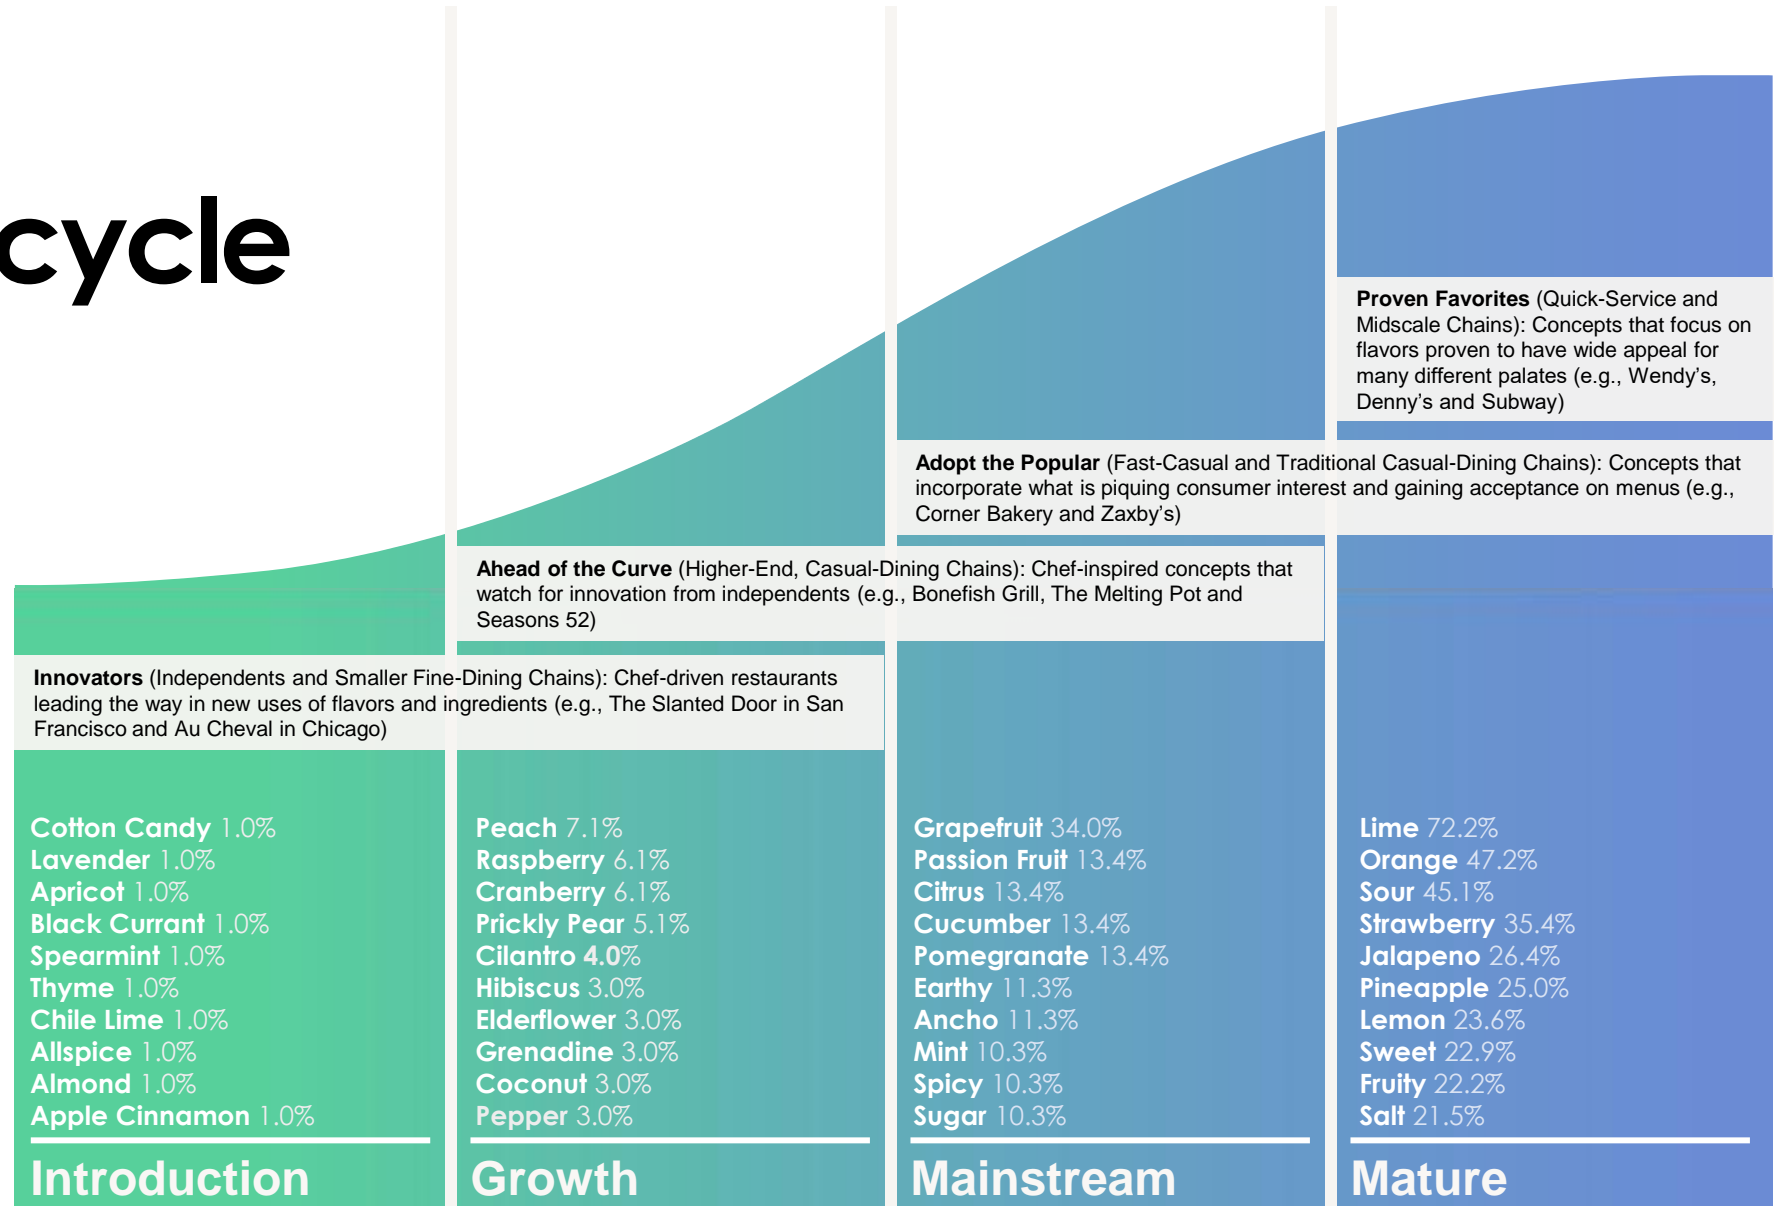 cycle
Proven Favorites (Quick-Service and
Midscale Chains): Concepts that focus on
flavors proven to have wide appeal for
many different palates (e.g., Wendy’s,
Denny’s and Subway)
Adopt the Popular (Fast-Casual and Traditional Casual-Dining Chains): Concepts that
incorporate what is piquing consumer interest and gaining acceptance on menus (e.g.,
Corner Bakery and Zaxby’s)
Ahead of the Curve (Higher-End, Casual-Dining Chains): Chef-inspired concepts that
watch for innovation from independents (e.g., Bonefish Grill, The Melting Pot and
Seasons 52)
Innovators (Independents and Smaller Fine-Dining Chains): Chef-driven restaurants
leading the way in new uses of flavors and ingredients (e.g., The Slanted Door in San
Francisco and Au Cheval in Chicago)
Cotton Candy 1.0%
Lavender 1.0%
Apricot 1.0%
Black Currant 1.0%
Spearmint 1.0%
Thyme 1.0%
Chile Lime 1.0%
Allspice 1.0%
Almond 1.0%
Apple Cinnamon 1.0%
Introduction
Peach 7.1%
Raspberry 6.1%
Cranberry 6.1%
Prickly Pear 5.1%
Cilantro 4.0%
Hibiscus 3.0%
Elderflower 3.0%
Grenadine 3.0%
Coconut 3.0%
Pepper 3.0%
Growth
Grapefruit 34.0%
Passion Fruit 13.4%
Citrus 13.4%
Cucumber 13.4%
Pomegranate 13.4%
Earthy 11.3%
Ancho 11.3%
Mint 10.3%
Spicy 10.3%
Sugar 10.3%
Mainstream
Lime 72.2%
Orange 47.2%
Sour 45.1%
Strawberry 35.4%
Jalapeno 26.4%
Pineapple 25.0%
Lemon 23.6%
Sweet 22.9%
Fruity 22.2%
Salt 21.5%
Mature